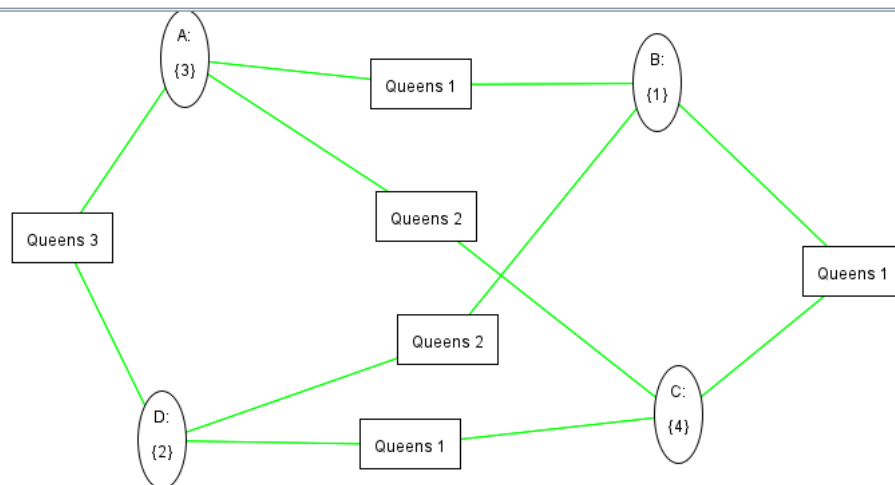 A:
{3}
Queens 1
B:
{1}
Queens 2
Queens 3
Queens 1
Queens 2
D:
{2}
Queens 1
C:
{4}